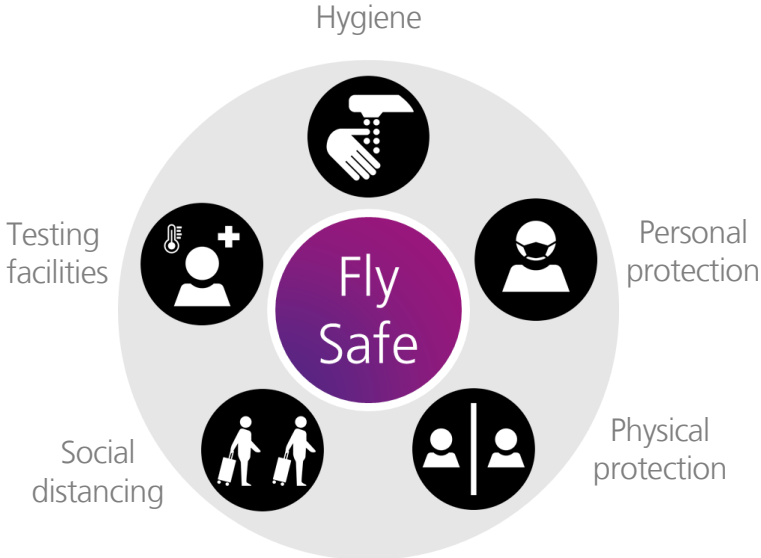 Hygiene
Testing
facilities
Personal
protection
Fly
Safe
Social
distancing
Physical
protection